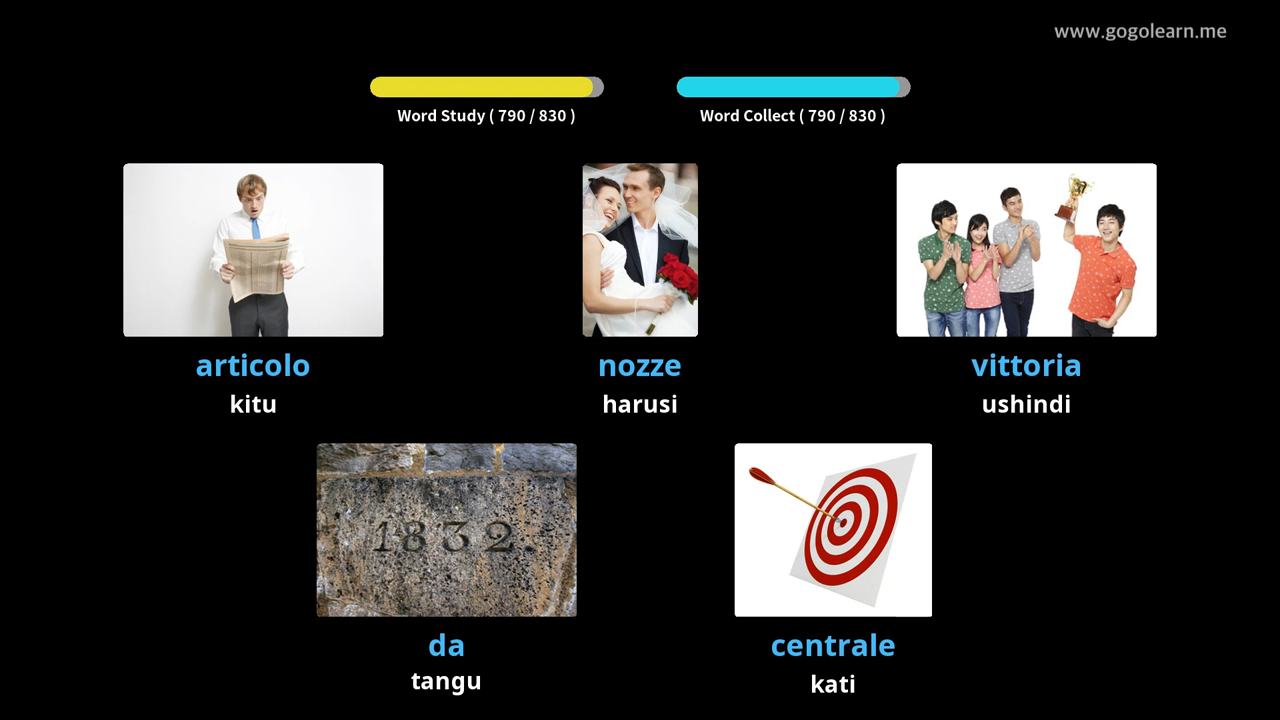 www.gogolearn.me
Word Study ( 790 / 830 )
Word Collect ( 790 / 830 )
articolo
kitu
nozze
harusi
vittoria
ushindi
1832.
da
tangu
centrale
kati